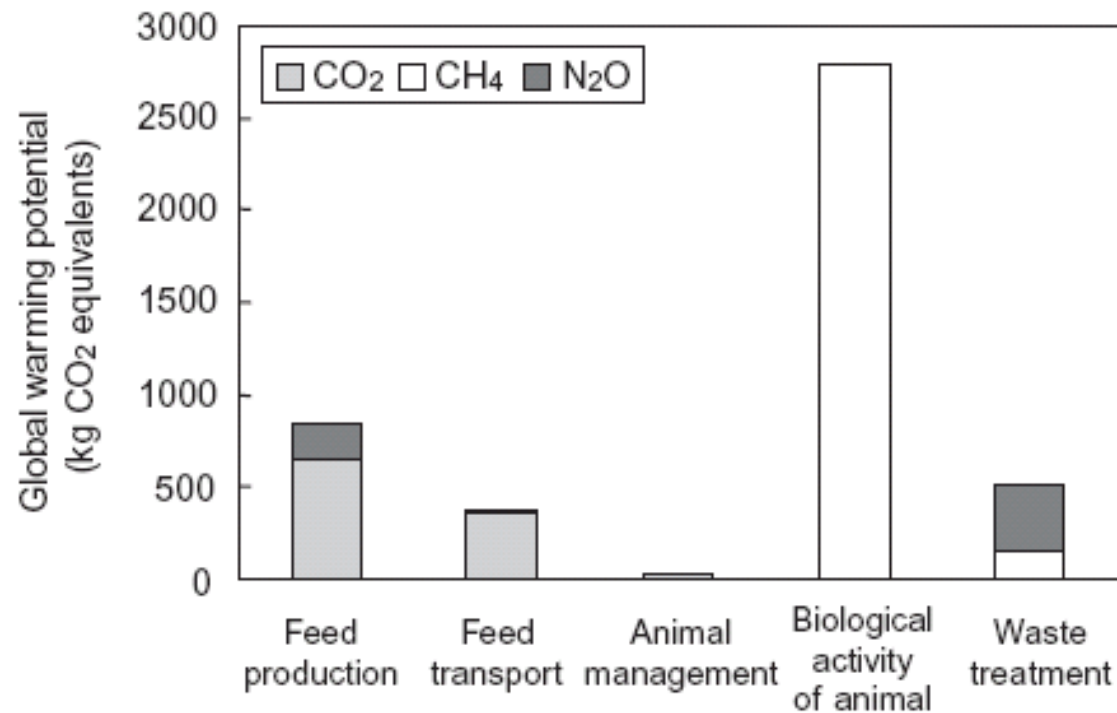 Global warming potential
(kg CO₂ equivalents)
3000
2500
2000
1500
1000
500
0
CO₂ CH₄ N₂O
Feed
production
Feed
transport
Animal
management
Biological
activity
of animal
Waste
treatment